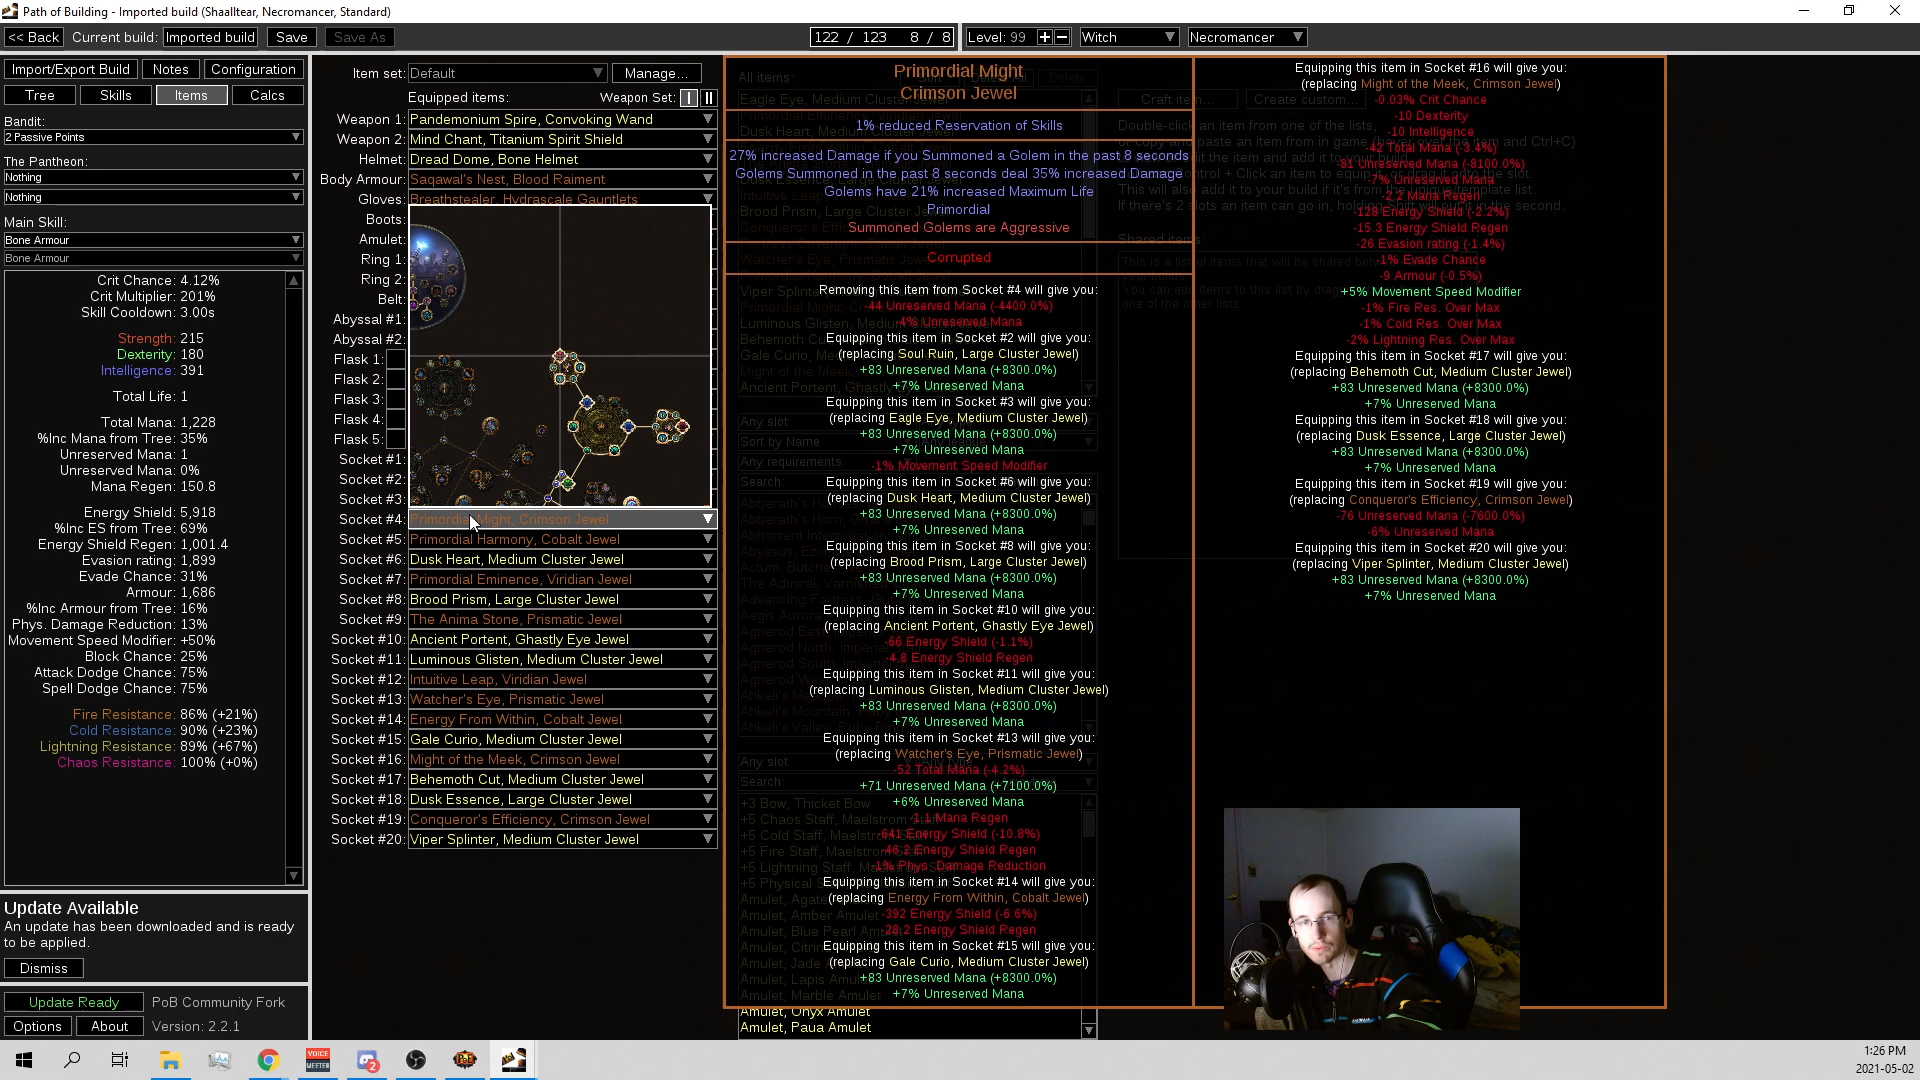 Path of Building - Imported build (Shaalltear, Necromancer, Standard)
<< Back
Current build: Imported build
Save
Save As
122 / 123 8 / 8
Level: 99 + −
Witch
Necromancer
Import/Export Build
Notes
Configuration
Tree
Skills
Items
Calcs
Bandit:
2 Passive Points
The Pantheon:
Nothing
Nothing
Main Skill:
Bone Armour
Bone Armour
Crit Chance: 4.12%
Crit Multiplier: 201%
Skill Cooldown: 3.00s
Strength: 215
Dexterity: 180
Intelligence: 391
Total Life: 1
Total Mana: 1,228
%Inc Mana from Tree: 35%
Unreserved Mana: 1
Unreserved Mana: 0%
Mana Regen: 150.8
Energy Shield: 5,918
%Inc ES from Tree: 69%
Energy Shield Regen: 1,001.4
Evasion rating: 1,899
Evade Chance: 31%
Armour: 1,686
%Inc Armour from Tree: 16%
Phys. Damage Reduction: 13%
Movement Speed Modifier: +50%
Block Chance: 25%
Attack Dodge Chance: 75%
Spell Dodge Chance: 75%
Fire Resistance: 86% (+21%)
Cold Resistance: 90% (+23%)
Lightning Resistance: 89% (+67%)
Chaos Resistance: 100% (+0%)
Update Available
An update has been downloaded and is ready
to be applied.
Dismiss
Update Ready
PoB Community Fork
Options
About
Version: 2.2.1
Item set: Default
Manage...
Equipped items:
Weapon Set: I II
Weapon 1: Pandemonium Spire, Convoking Wand
Weapon 2: Mind Chant, Titanium Spirit Shield
Helmet: Dread Dome, Bone Helmet
Body Armour: Saqawal's Nest, Blood Raiment
Gloves: Breathstealer, Hydrascale Gauntlets
Boots:
Amulet:
Ring 1:
Ring 2:
Belt:
Abyssal #1:
Abyssal #2:
Flask 1:
Flask 2:
Flask 3:
Flask 4:
Flask 5:
Socket #1:
Socket #2:
Socket #3:
Socket #4: Primordial Might, Crimson Jewel
Socket #5: Primordial Harmony, Cobalt Jewel
Socket #6: Dusk Heart, Medium Cluster Jewel
Socket #7: Primordial Eminence, Viridian Jewel
Socket #8: Brood Prism, Large Cluster Jewel
Socket #9: The Anima Stone, Prismatic Jewel
Socket #10: Ancient Portent, Ghastly Eye Jewel
Socket #11: Luminous Glisten, Medium Cluster Jewel
Socket #12: Intuitive Leap, Viridian Jewel
Socket #13: Watcher's Eye, Prismatic Jewel
Socket #14: Energy From Within, Cobalt Jewel
Socket #15: Gale Curio, Medium Cluster Jewel
Socket #16: Might of the Meek, Crimson Jewel
Socket #17: Behemoth Cut, Medium Cluster Jewel
Socket #18: Dusk Essence, Large Cluster Jewel
Socket #19: Conqueror's Efficiency, Crimson Jewel
Socket #20: Viper Splinter, Medium Cluster Jewel
Primordial Might
Crimson Jewel
1% reduced Reservation of Skills
27% increased Damage if you Summoned a Golem in the past 8 seconds
Golems Summoned in the past 8 seconds deal 35% increased Damage
Golems have 21% increased Maximum Life
Primordial
Summoned Golems are Aggressive
Corrupted
Removing this item from Socket #4 will give you:
-44 Unreserved Mana (-4400.0%)
-4% Unreserved Mana
Equipping this item in Socket #2 will give you:
(replacing Soul Ruin, Large Cluster Jewel)
+83 Unreserved Mana (+8300.0%)
+7% Unreserved Mana
Equipping this item in Socket #3 will give you:
(replacing Eagle Eye, Medium Cluster Jewel)
+83 Unreserved Mana (+8300.0%)
+7% Unreserved Mana
-1% Movement Speed Modifier
Equipping this item in Socket #6 will give you:
(replacing Dusk Heart, Medium Cluster Jewel)
+83 Unreserved Mana (+8300.0%)
+7% Unreserved Mana
Equipping this item in Socket #8 will give you:
(replacing Brood Prism, Large Cluster Jewel)
+83 Unreserved Mana (+8300.0%)
+7% Unreserved Mana
Equipping this item in Socket #10 will give you:
(replacing Ancient Portent, Ghastly Eye Jewel)
-66 Energy Shield (-1.1%)
-4.8 Energy Shield Regen
Equipping this item in Socket #11 will give you:
(replacing Luminous Glisten, Medium Cluster Jewel)
+83 Unreserved Mana (+8300.0%)
+7% Unreserved Mana
Equipping this item in Socket #13 will give you:
(replacing Watcher's Eye, Prismatic Jewel)
-52 Total Mana (-4.2%)
+71 Unreserved Mana (+7100.0%)
+6% Unreserved Mana
-1.1 Mana Regen
-641 Energy Shield (-10.8%)
-46.2 Energy Shield Regen
-1% Phys. Damage Reduction
Equipping this item in Socket #14 will give you:
(replacing Energy From Within, Cobalt Jewel)
-392 Energy Shield (-6.6%)
-28.2 Energy Shield Regen
Equipping this item in Socket #15 will give you:
(replacing Gale Curio, Medium Cluster Jewel)
+83 Unreserved Mana (+8300.0%)
+7% Unreserved Mana
Amulet, Onyx Amulet
Amulet, Paua Amulet
Equipping this item in Socket #16 will give you:
(replacing Might of the Meek, Crimson Jewel)
-0.03% Crit Chance
-10 Dexterity
-10 Intelligence
-42 Total Mana (-3.4%)
-81 Unreserved Mana (-8100.0%)
-7% Unreserved Mana
-2.2 Mana Regen
-128 Energy Shield (-2.2%)
-15.3 Energy Shield Regen
-26 Evasion rating (-1.4%)
-1% Evade Chance
-9 Armour (-0.5%)
+5% Movement Speed Modifier
-1% Fire Res. Over Max
-1% Cold Res. Over Max
-2% Lightning Res. Over Max
Equipping this item in Socket #17 will give you:
(replacing Behemoth Cut, Medium Cluster Jewel)
+83 Unreserved Mana (+8300.0%)
+7% Unreserved Mana
Equipping this item in Socket #18 will give you:
(replacing Dusk Essence, Large Cluster Jewel)
+83 Unreserved Mana (+8300.0%)
+7% Unreserved Mana
Equipping this item in Socket #19 will give you:
(replacing Conqueror's Efficiency, Crimson Jewel)
-76 Unreserved Mana (-7600.0%)
-6% Unreserved Mana
Equipping this item in Socket #20 will give you:
(replacing Viper Splinter, Medium Cluster Jewel)
+83 Unreserved Mana (+8300.0%)
+7% Unreserved Mana
VOICE
MEETER
2
1:26 PM
2021-05-02